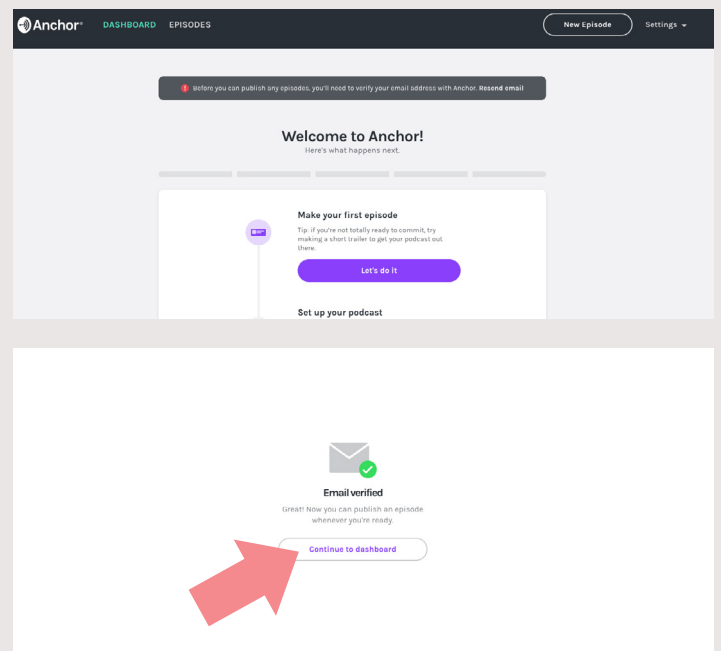 Anchor® DASHBOARD EPISODES New Episode Settings
Before you can publish any episodes, you'll need to verify your email address with Anchor. Resend email
Welcome to Anchor!
Here's what happens next.
Make your first episode
Tip: if you're not totally ready to commit, try
making a short trailer to get your podcast out
there.
Let's do it
Set up your podcast
Email verified
Great! Now you can publish an episode
whenever you're ready.
Continue to dashboard